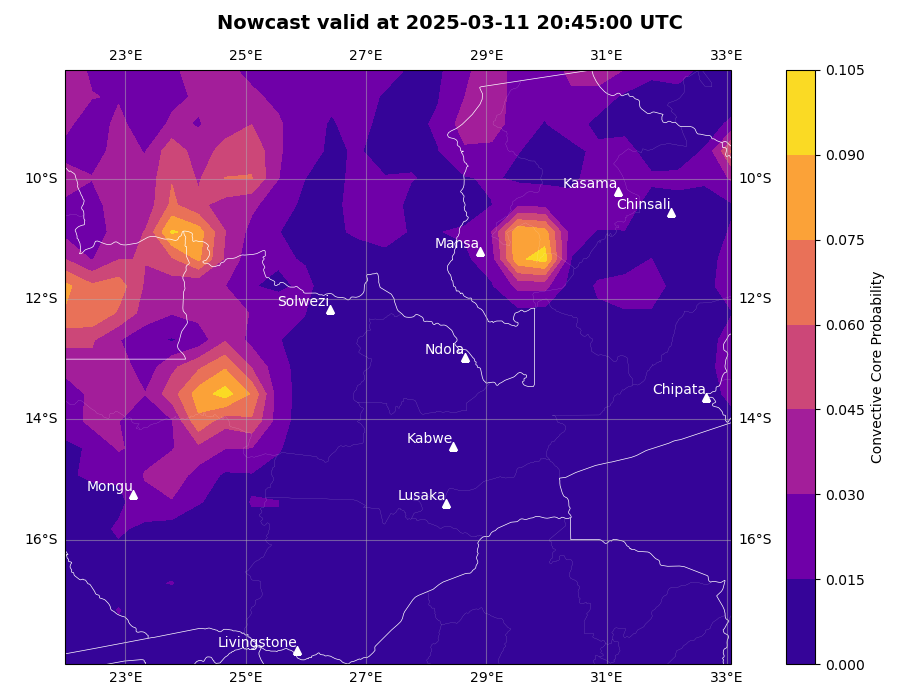 Nowcast valid at 2025-03-11 20:45:00 UTC
23°E 25°E 27°E 29°E 31°E 33°E
0.105
0.090
10°S Kasama 10°S
Chinsali
0.075
Mansa
12°S Solwezi 12°S
0.060
Ndola
Convective Core Probability
Chipata
0.045
14°S 14°S
Kabwe
Mongu
0.030
Lusaka
16°S 16°S
0.015
Livingstone
0.000
23°E 25°E 27°E 29°E 31°E 33°E